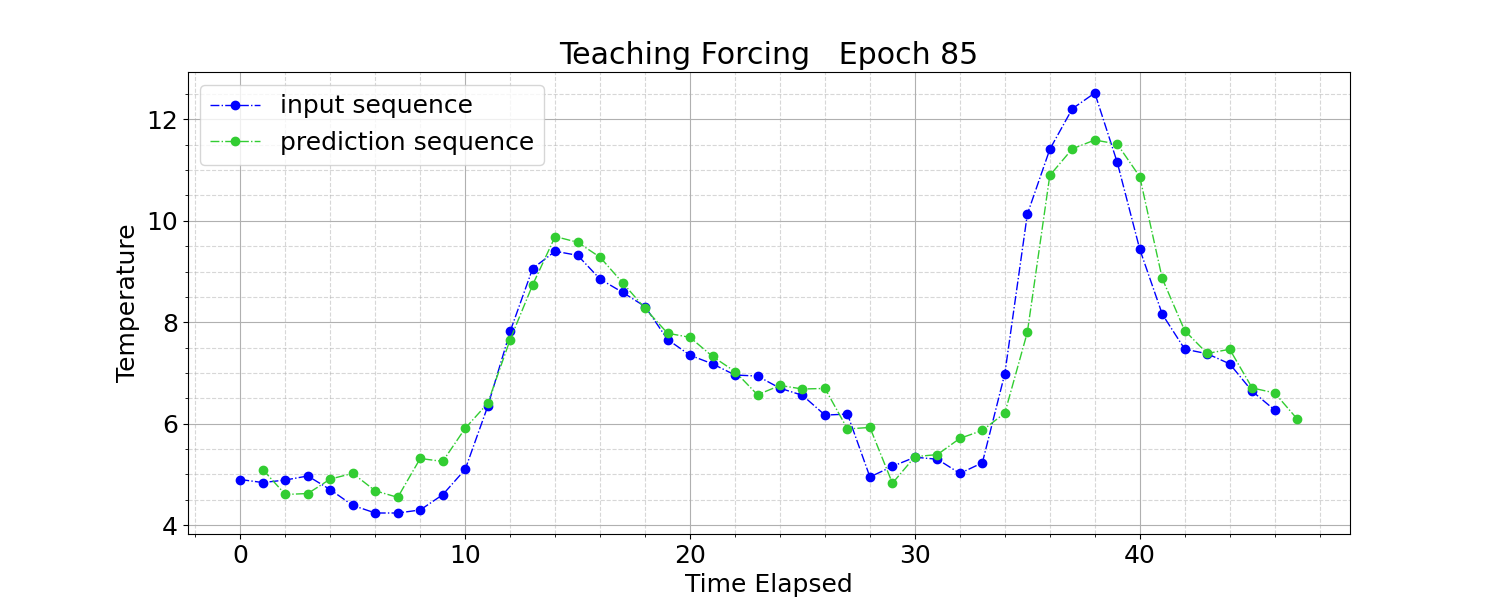 Teaching Forcing   Epoch 85
input sequence
prediction sequence
12
10
8
6
4
Temperature
0 10 20 30 40
Time Elapsed